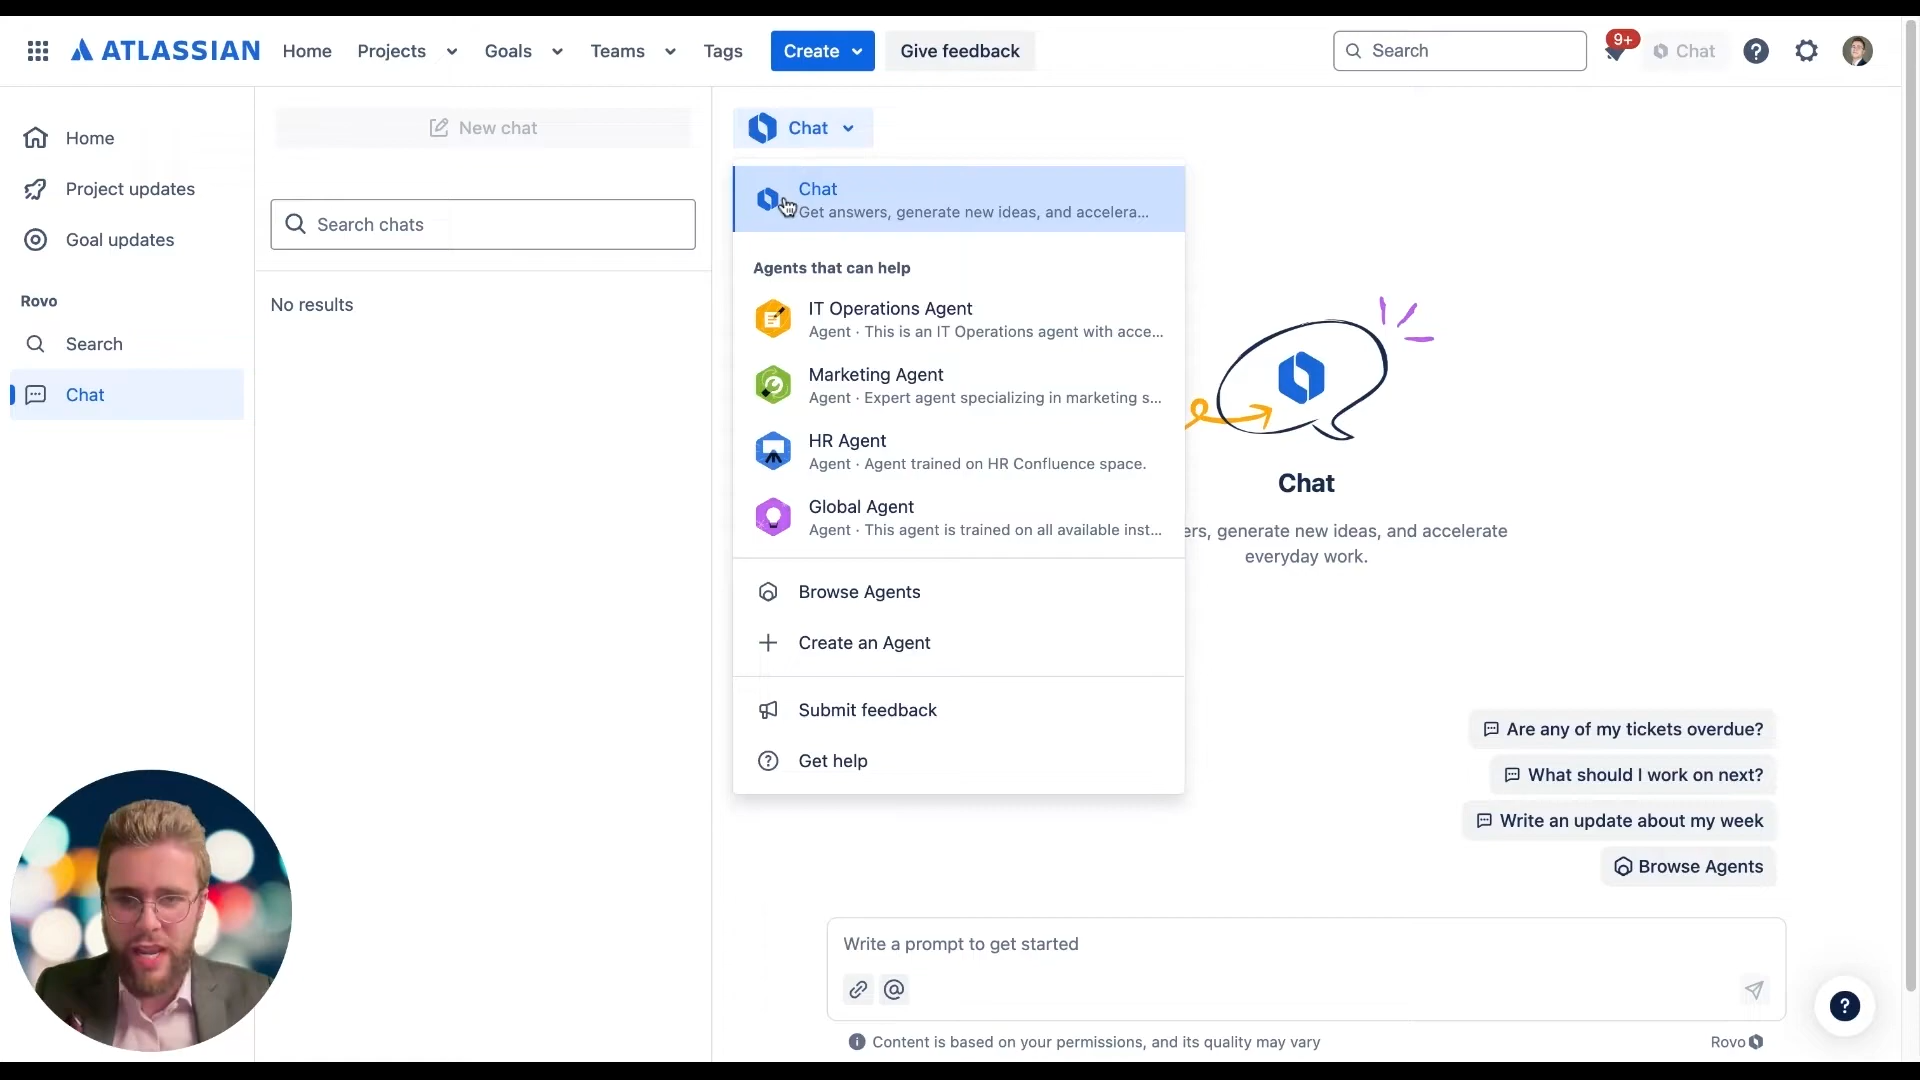 ATLASSIAN
Home
Projects
Goals
Teams
Tags
Create
Give feedback
Search
9+
Chat
Home
Project updates
Goal updates
Rovo
Search
Chat
New chat
Search chats
No results
Chat
Chat
Get answers, generate new ideas, and accelera...
Agents that can help
IT Operations Agent
Agent · This is an IT Operations agent with acce...
Marketing Agent
Agent · Expert agent specializing in marketing s...
HR Agent
Agent · Agent trained on HR Confluence space.
Global Agent
Agent · This agent is trained on all available inst...
Browse Agents
Create an Agent
Submit feedback
Get help
Chat
ers, generate new ideas, and accelerate
everyday work.
Are any of my tickets overdue?
What should I work on next?
Write an update about my week
Browse Agents
Write a prompt to get started
Content is based on your permissions, and its quality may vary
Rovo